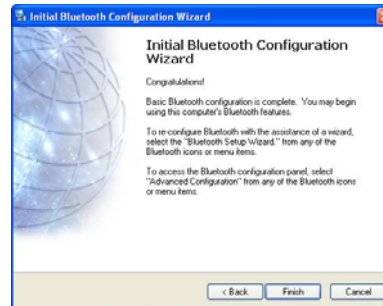 Initial Bluetooth Configuration Wizard
Initial Bluetooth Configuration
Wizard
Congratulations!
Basic Bluetooth configuration is complete. You may begin
using this computer's Bluetooth features.
To re-configure Bluetooth with the assistance of a wizard,
select the "Bluetooth Setup Wizard." from any of the
Bluetooth icons or menu items.
To access the Bluetooth configuration panel, select
"Advanced Configuration" from any of the Bluetooth icons
or menu items.
< Back Finish Cancel